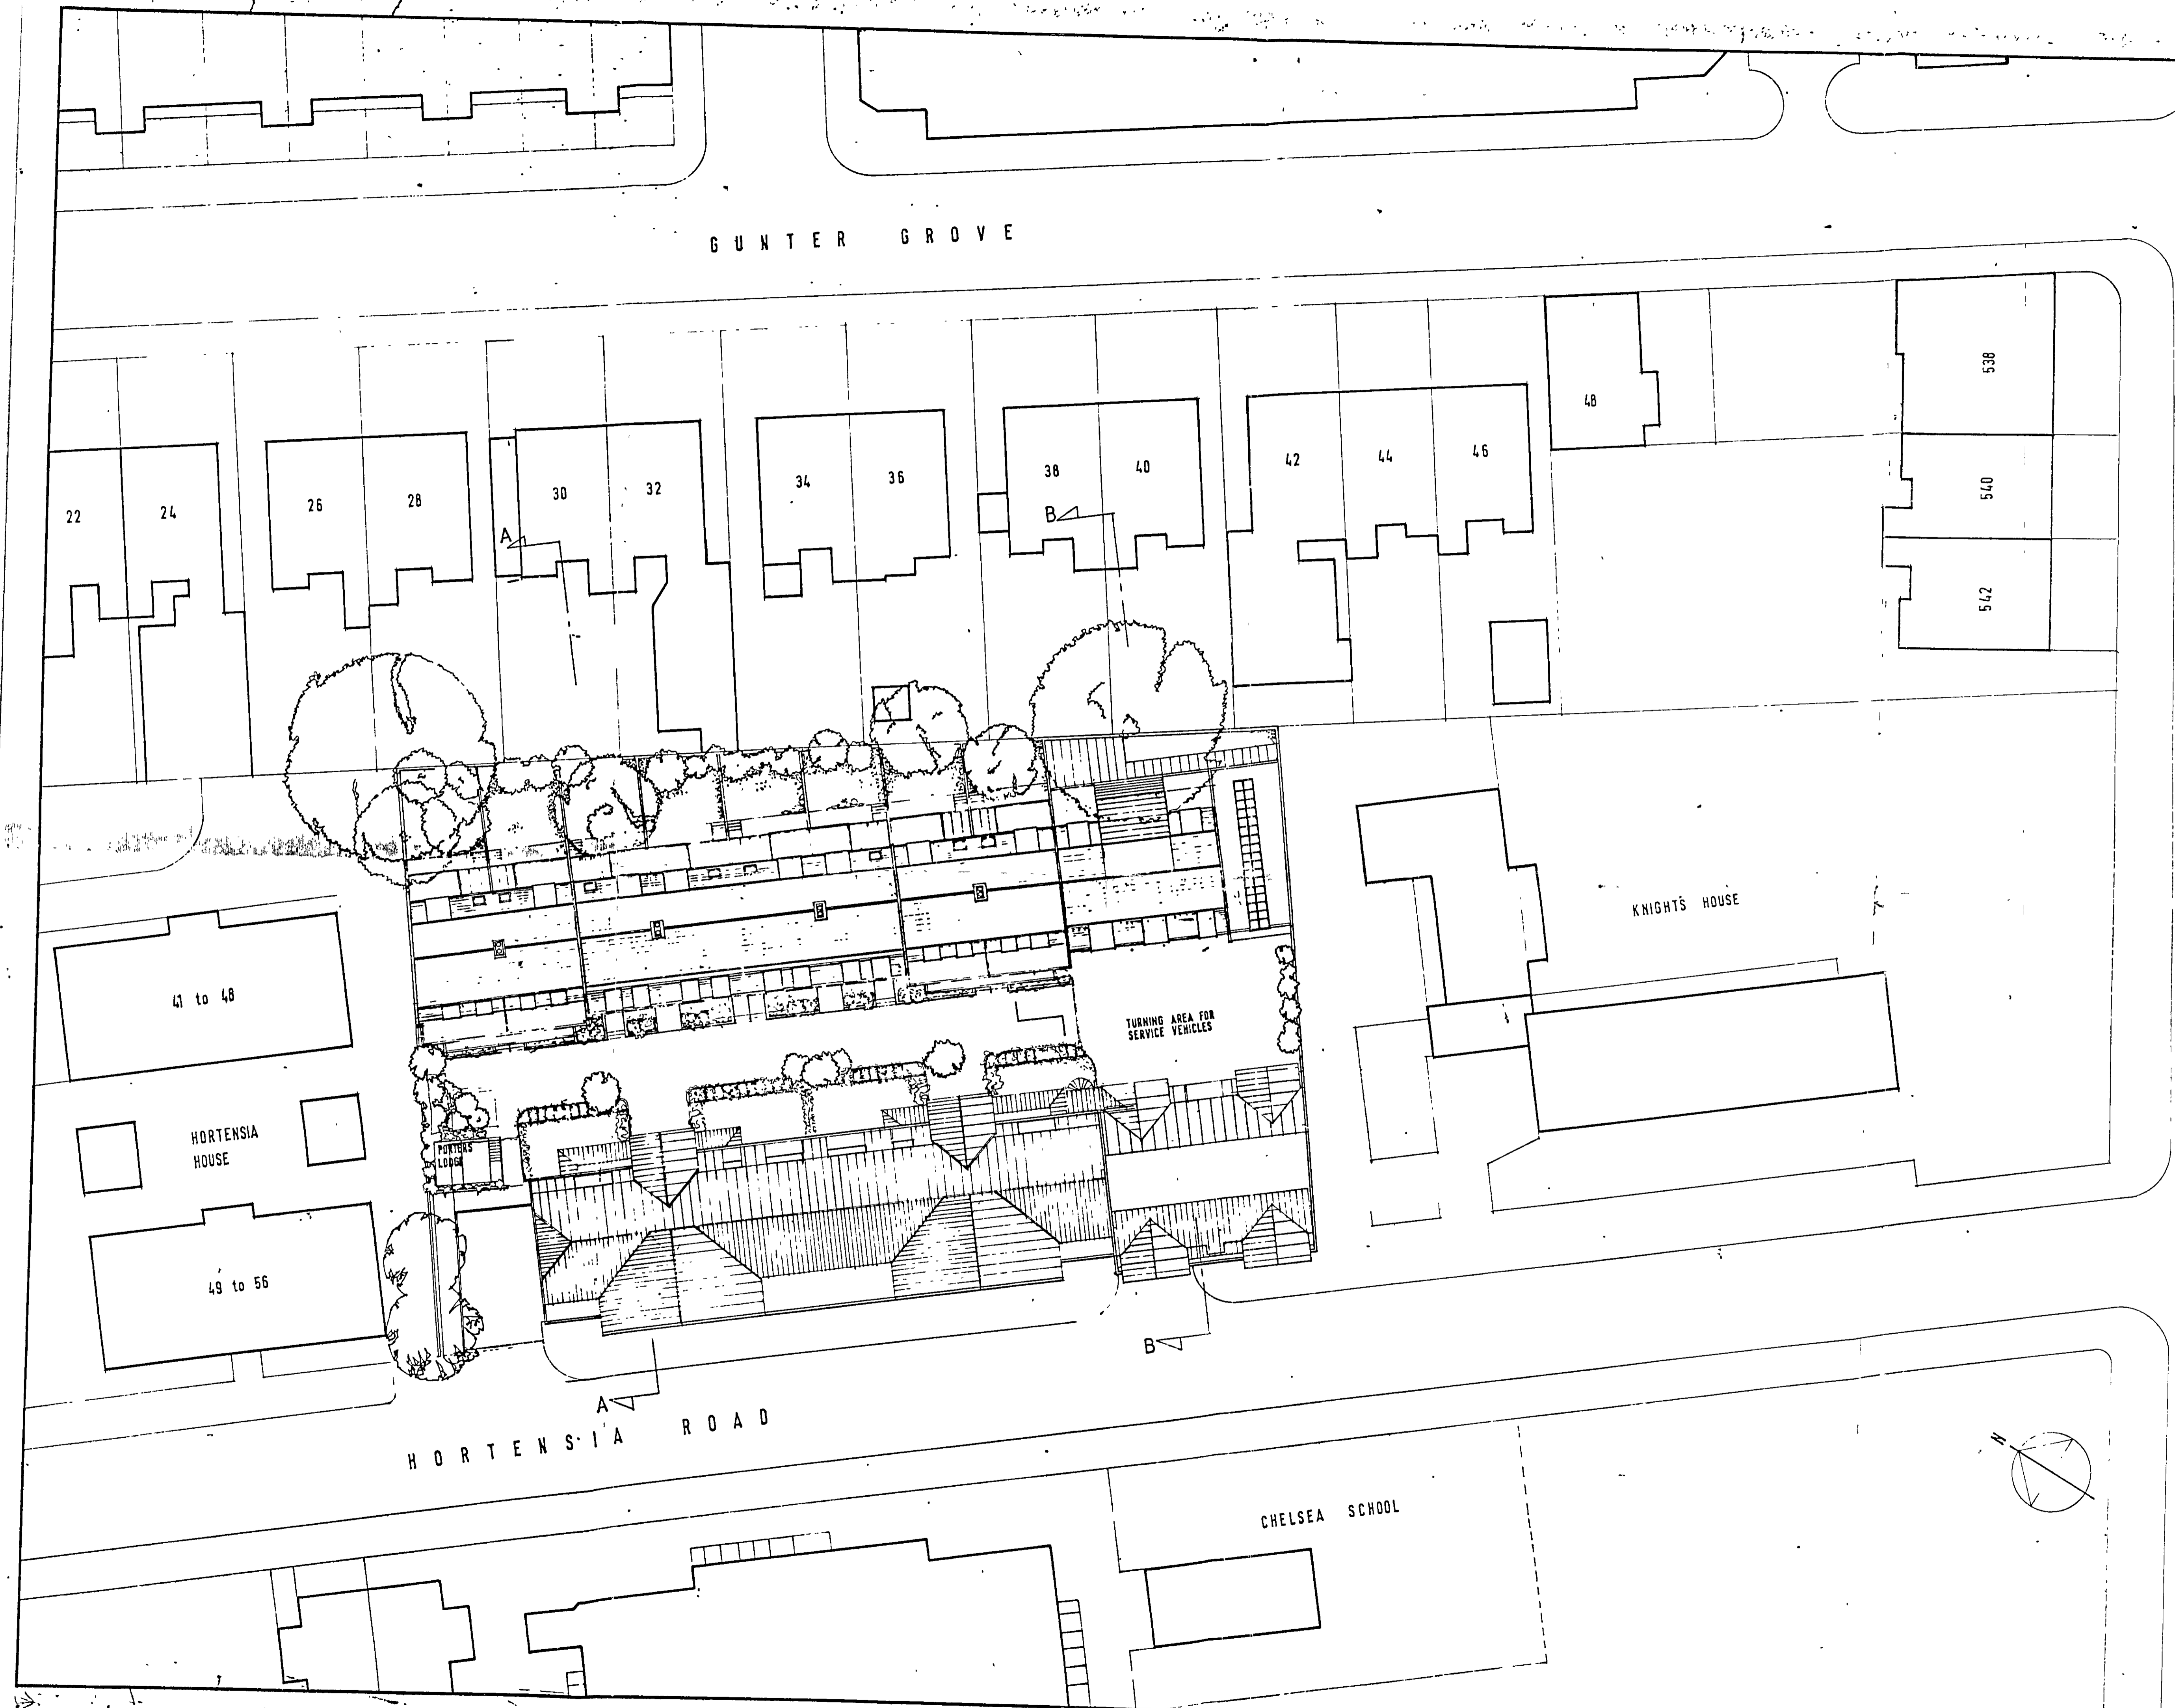 GUNTER GROVE
22
24
26
28
30
32
34
36
38
40
42
44
46
48
538
540
542
A
B
41 to 48
KNIGHT'S HOUSE
TURNING AREA FOR
SERVICE VEHICLES
HORTENSIA
HOUSE
PORTERS
LODGE
49 to 56
B
A
HORTENSIA ROAD
N
CHELSEA SCHOOL